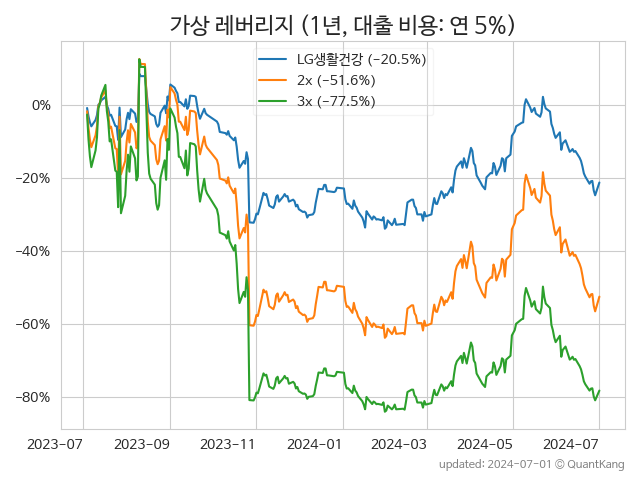 가상 레버리지 (1년, 대출 비용: 연 5%)
LG생활건강 (−20.5%)
2x (−51.6%)
3x (−77.5%)
0%
−20%
−40%
−60%
−80%
2023-07 2023-09 2023-11 2024-01 2024-03 2024-05 2024-07
updated: 2024-07-01 © QuantKang